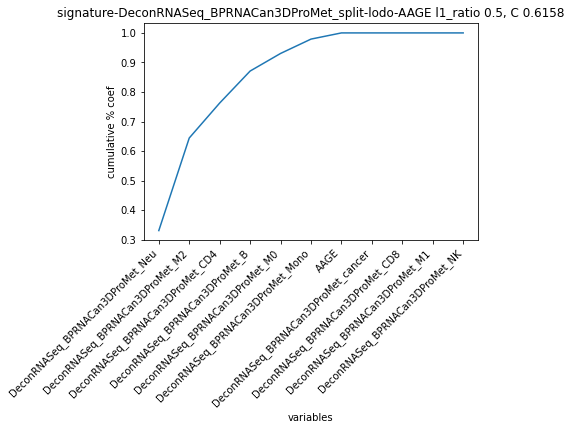 signature-DeconRNASeq_BPRNACan3DProMet_split-lodo-AAGE l1_ratio 0.5, C 0.6158
cumulative % coef
1.0
0.9
0.8
0.7
0.6
0.5
0.4
0.3
DeconRNASeq_BPRNACan3DProMet_Neu
DeconRNASeq_BPRNACan3DProMet_M2
DeconRNASeq_BPRNACan3DProMet_CD4
DeconRNASeq_BPRNACan3DProMet_B
DeconRNASeq_BPRNACan3DProMet_M0
DeconRNASeq_BPRNACan3DProMet_Mono
AAGE
DeconRNASeq_BPRNACan3DProMet_cancer
DeconRNASeq_BPRNACan3DProMet_CD8
DeconRNASeq_BPRNACan3DProMet_M1
DeconRNASeq_BPRNACan3DProMet_NK
variables